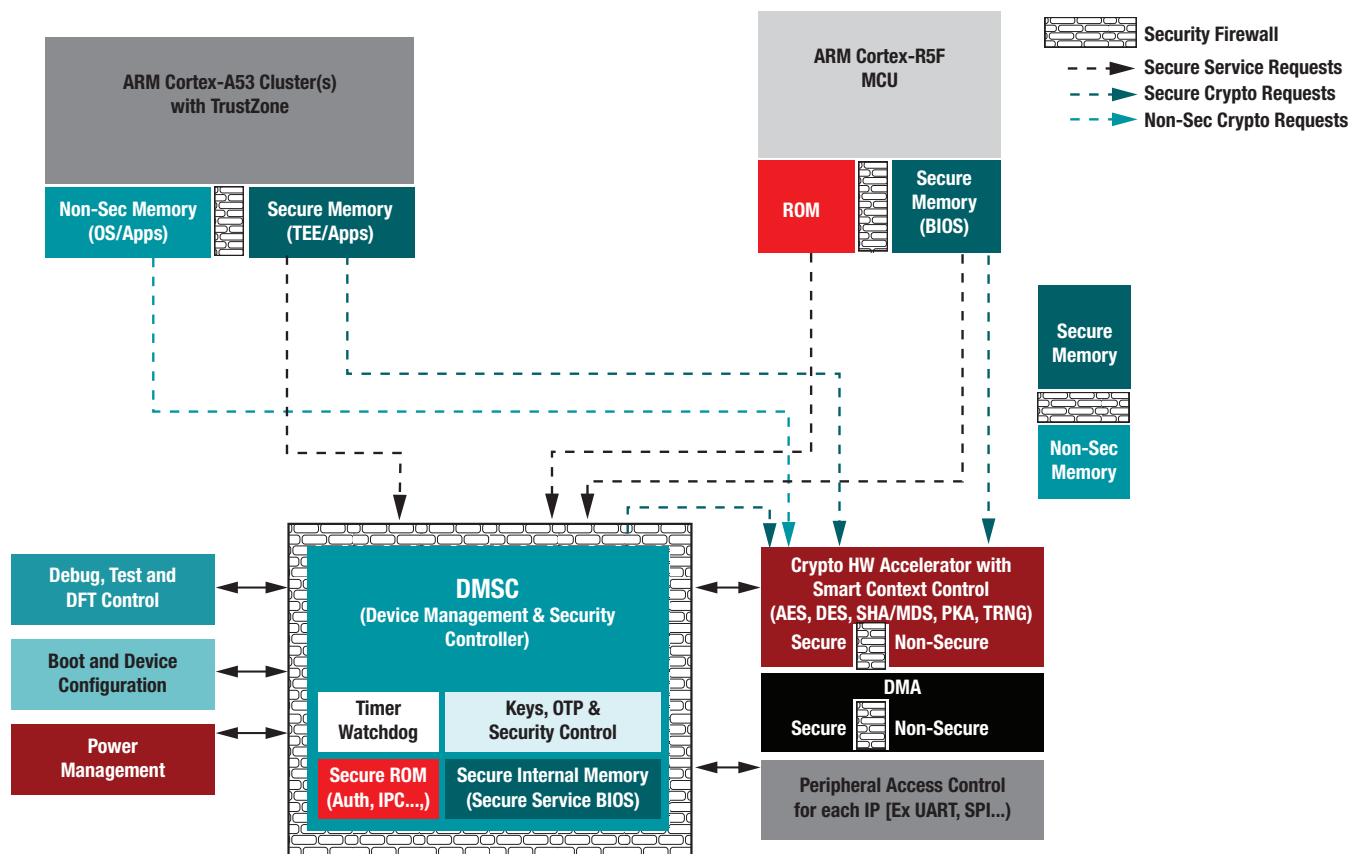 ARM Cortex-A53 Cluster(s)
with TrustZone
Non-Sec Memory
(OS/Apps)
Secure Memory
(TEE/Apps)
ARM Cortex-R5F
MCU
ROM
Secure
Memory
(BIOS)
Security Firewall
Secure Service Requests
Secure Crypto Requests
Non-Sec Crypto Requests
Secure
Memory
Non-Sec
Memory
Debug, Test and
DFT Control
Boot and Device
Configuration
Power
Management
DMSC
(Device Management & Security
Controller)
Timer
Watchdog
Keys, OTP &
Security Control
Secure ROM
(Auth, IPC...,)
Secure Internal Memory
(Secure Service BIOS)
Crypto HW Accelerator with
Smart Context Control
(AES, DES, SHA/MDS, PKA, TRNG)
Secure Non-Secure
DMA
Secure Non-Secure
Peripheral Access Control
for each IP [Ex UART, SPI...)